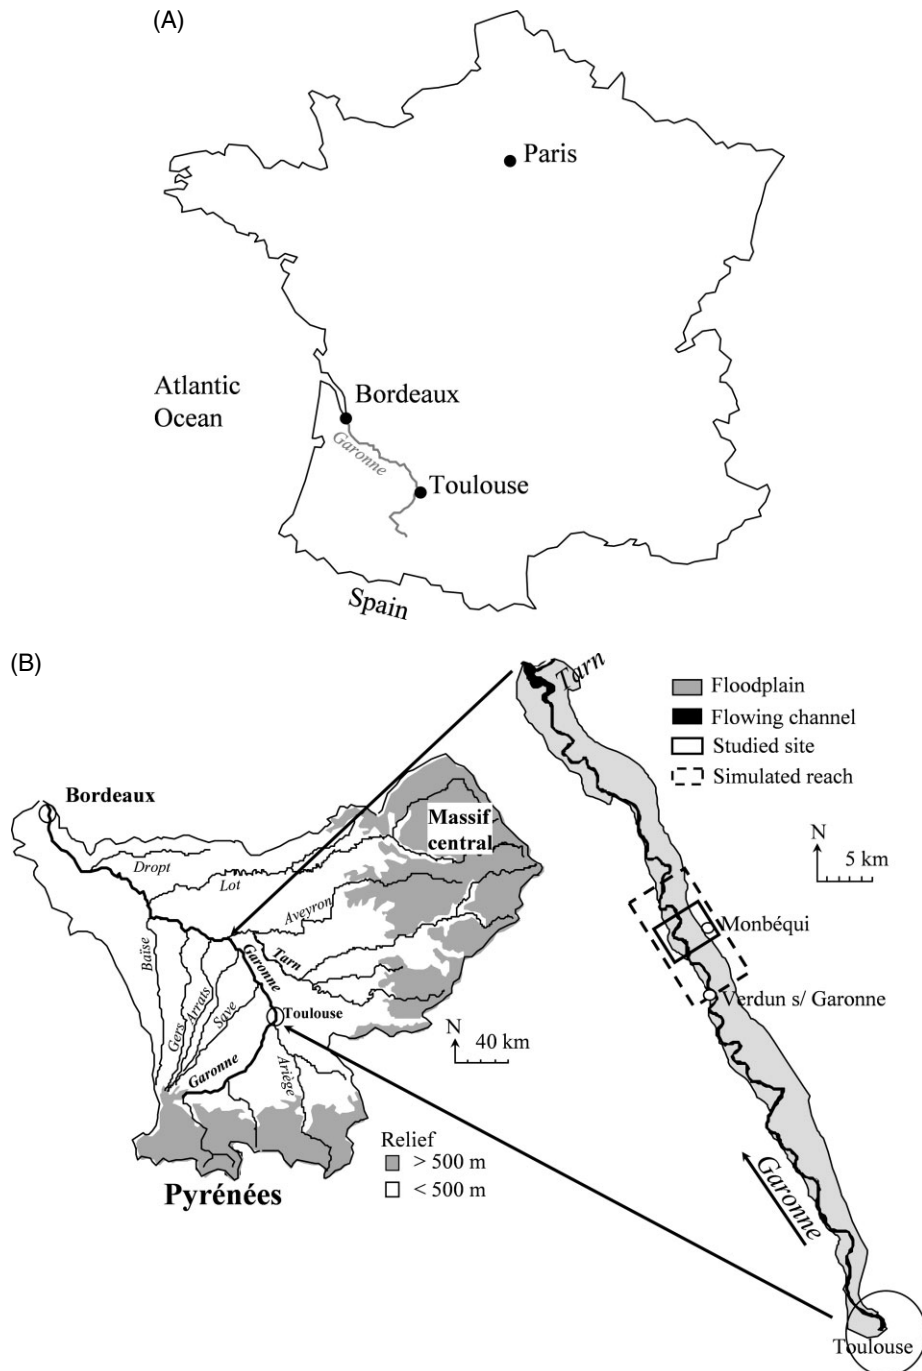 (A)
Paris
Atlantic
Ocean
Bordeaux
Garonne
Toulouse
Spain
(B)
Tarn
Floodplain
Flowing channel
Studied site
Simulated reach
N
5 km
Monbéqui
Verdun s/ Garonne
Garonne
Toulouse
Bordeaux
Massif
central
Dropt
Lot
Aveyron
Tarn
Garonne
Baïse
Gers
Arrats
Save
Toulouse
N
40 km
Garonne
Ariège
Relief
> 500 m
< 500 m
Pyrénées